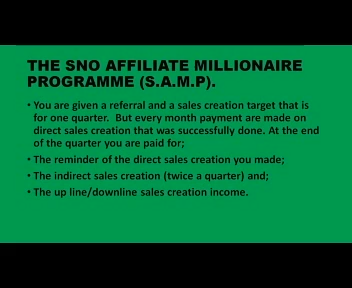 THE SNO AFFILIATE MILLIONAIRE
PROGRAMME (S.A.M.P).
• You are given a referral and a sales creation target that is
for one quarter. But every month payment are made on
direct sales creation that was successfully done. At the end
of the quarter you are paid for;
• The reminder of the direct sales creation you made;
• The indirect sales creation (twice a quarter) and;
• The up line/downline sales creation income.